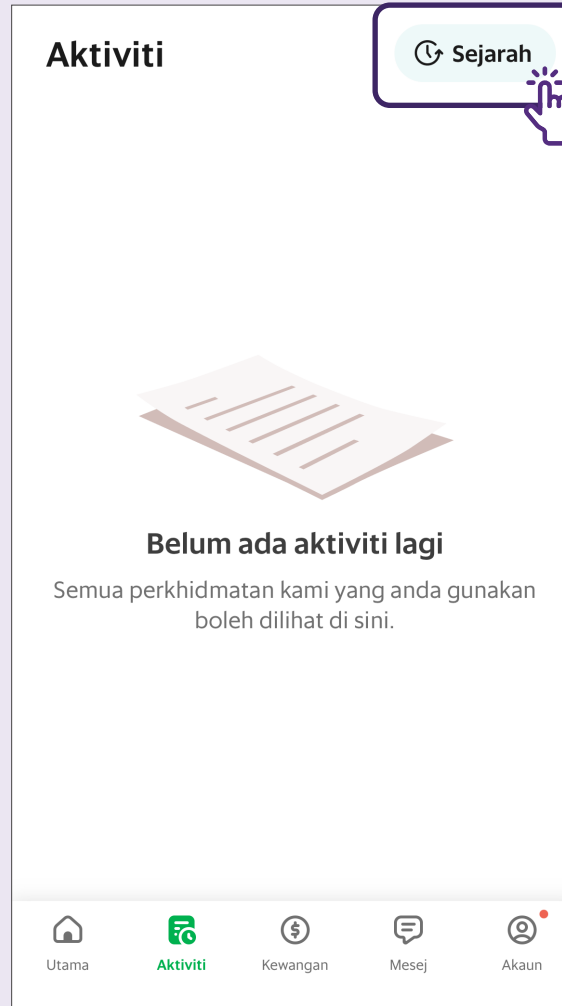 Aktiviti
Sejarah
Belum ada aktiviti lagi
Semua perkhidmatan kami yang anda gunakan
boleh dilihat di sini.
Utama
Aktiviti
Kewangan
Mesej
Akaun